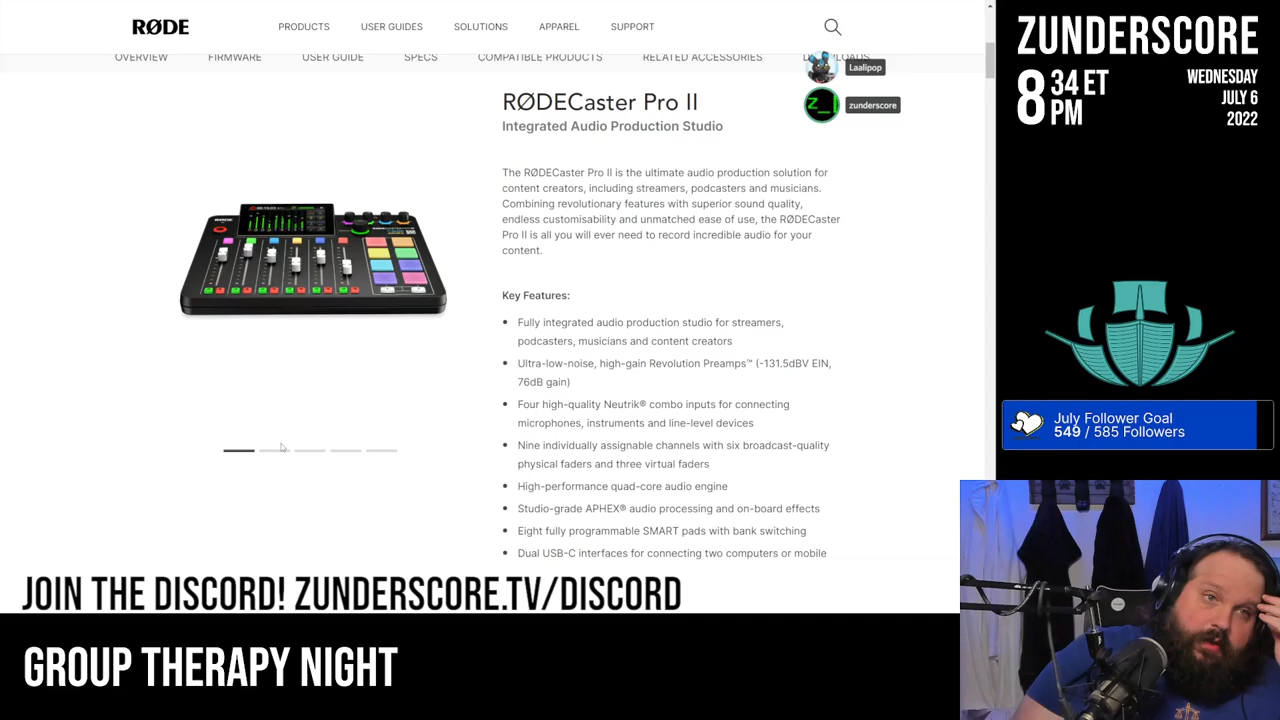 RØDE
PRODUCTS
USER GUIDES
SOLUTIONS
APPAREL
SUPPORT
OVERVIEW
FIRMWARE
USER GUIDE
SPECS
COMPATIBLE PRODUCTS
RELATED ACCESSORIES
Laalipop
zunderscore
RØDECaster Pro II
Integrated Audio Production Studio
The RØDECaster Pro II is the ultimate audio production solution for
content creators, including streamers, podcasters and musicians.
Combining revolutionary features with superior sound quality,
endless customisability and unmatched ease of use, the RØDECaster
Pro II is all you will ever need to record incredible audio for your
content.
Key Features:
Fully integrated audio production studio for streamers,
podcasters, musicians and content creators
Ultra-low-noise, high-gain Revolution Preamps™ (-131.5dBV EIN,
76dB gain)
Four high-quality Neutrik® combo inputs for connecting
microphones, instruments and line-level devices
Nine individually assignable channels with six broadcast-quality
physical faders and three virtual faders
High-performance quad-core audio engine
Studio-grade APHEX® audio processing and on-board effects
Eight fully programmable SMART pads with bank switching
Dual USB-C interfaces for connecting two computers or mobile
ZUNDERSCORE
8 34 ET
PM
WEDNESDAY
JULY 6
2022
July Follower Goal
549 / 585 Followers
JOIN THE DISCORD! ZUNDERSCORE.TV/DISCORD
GROUP THERAPY NIGHT